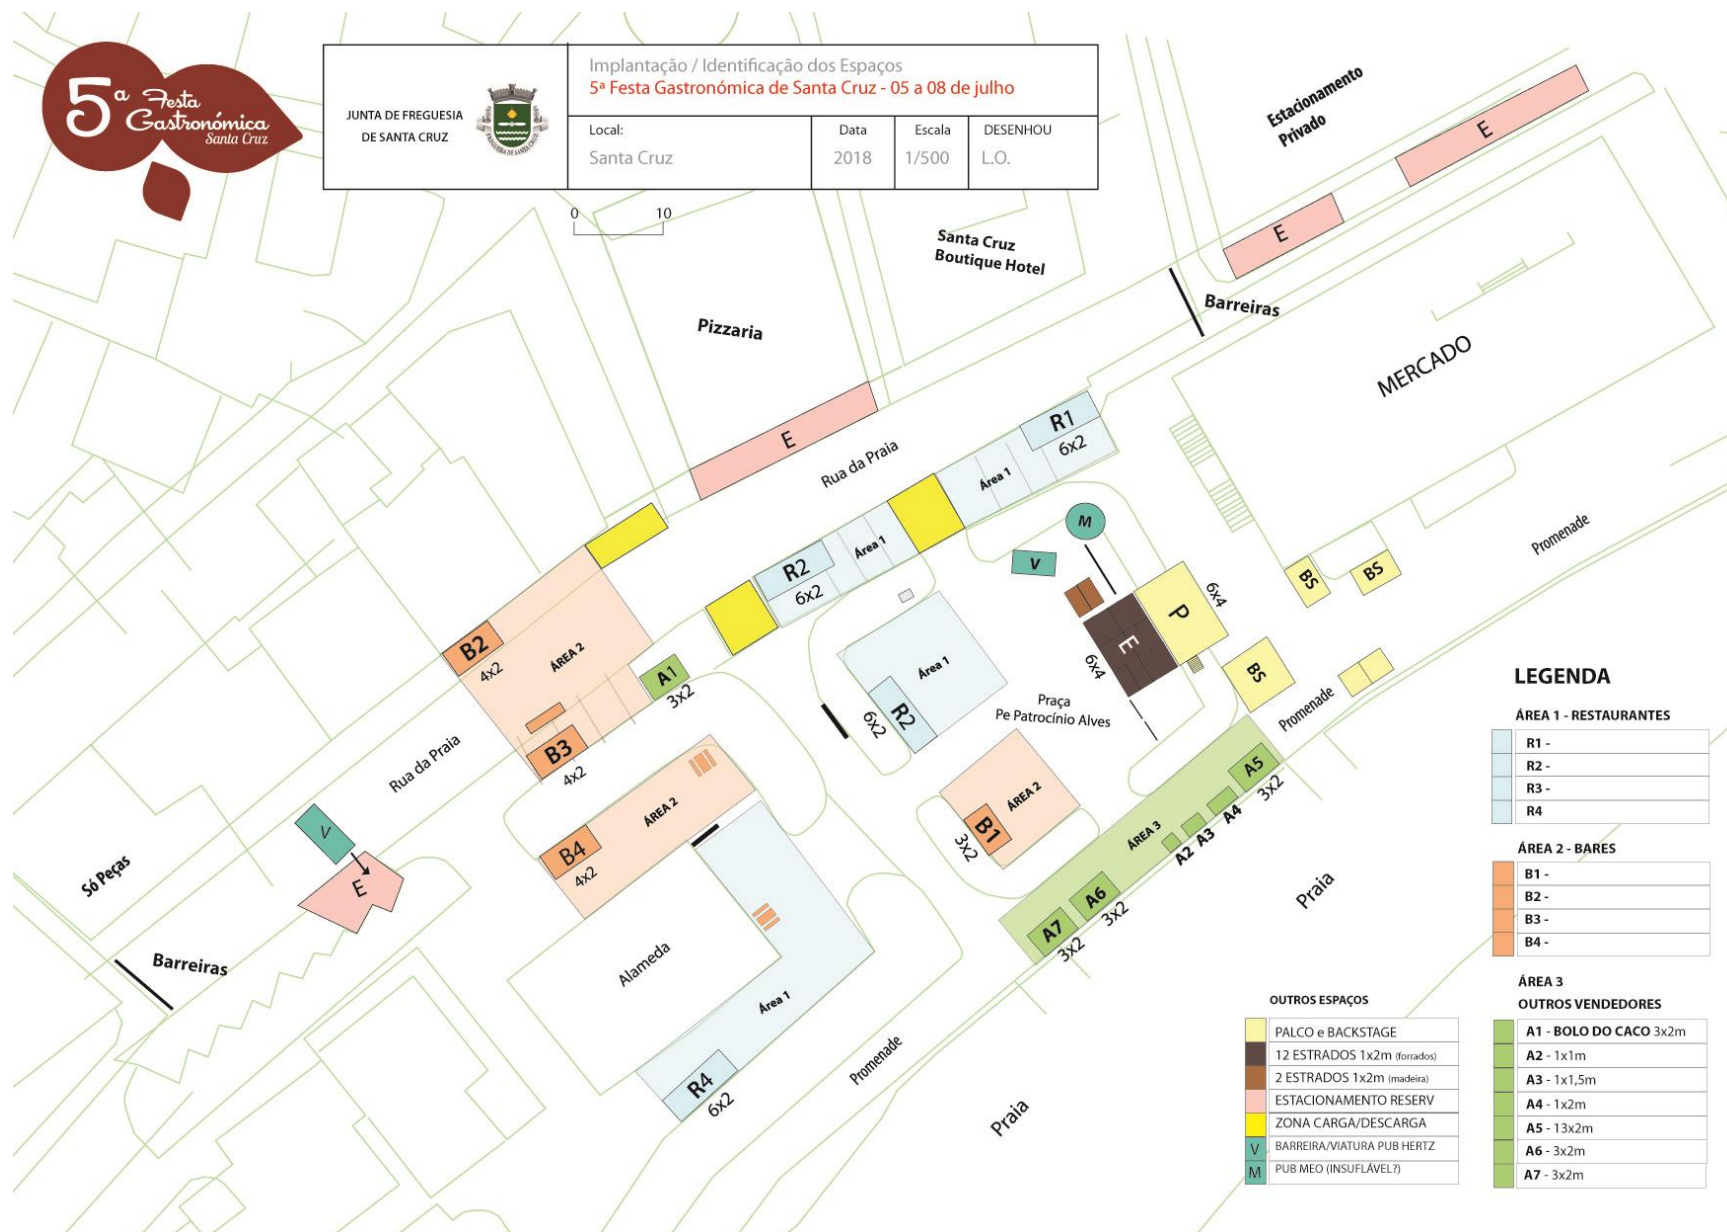 5ª Festa
Gastronómica
Santa Cruz
JUNTA DE FREGUESIA
DE SANTA CRUZ
FREGUESIA DE SANTA CRUZ
Implantação / Identificação dos Espaços
5ª Festa Gastronómica de Santa Cruz - 05 a 08 de julho
Local:
Santa Cruz
Data
2018
Escala
1/500
DESENHOU
L.O.
0 10
Estacionamento
Privado
E
E
Santa Cruz
Boutique Hotel
Barreiras
Pizzaria
MERCADO
E
Rua da Praia
R1
6x2
Área 1
M
V
Promenade
R2
6x2
Área 1
BS
BS
P
6x4
E
6x4
BS
B2
4x2
ÁREA 2
A1
3x2
Área 1
R2
6x2
Praça
Pe Patrocínio Alves
Promenade
B3
4x2
Rua da Praia
ÁREA 2
B4
4x2
ÁREA 2
B1
3x2
A5
3x2
ÁREA 3
A4
A3
A2
A6
3x2
A7
3x2
V
E
Só Peças
Barreiras
Alameda
Área 1
R4
6x2
Promenade
Praia
Praia
LEGENDA
ÁREA 1 - RESTAURANTES
R1 -
R2 -
R3 -
R4
ÁREA 2 - BARES
B1 -
B2 -
B3 -
B4 -
ÁREA 3
OUTROS VENDEDORES
A1 - BOLO DO CACO 3x2m
A2 - 1x1m
A3 - 1x1,5m
A4 - 1x2m
A5 - 13x2m
A6 - 3x2m
A7 - 3x2m
OUTROS ESPAÇOS
PALCO e BACKSTAGE
12 ESTRADOS 1x2m (forrados)
2 ESTRADOS 1x2m (madeira)
ESTACIONAMENTO RESERV
ZONA CARGA/DESCARGA
V BARREIRA/VIATURA PUB HERTZ
M PUB MEO (INSUFLÁVEL?)